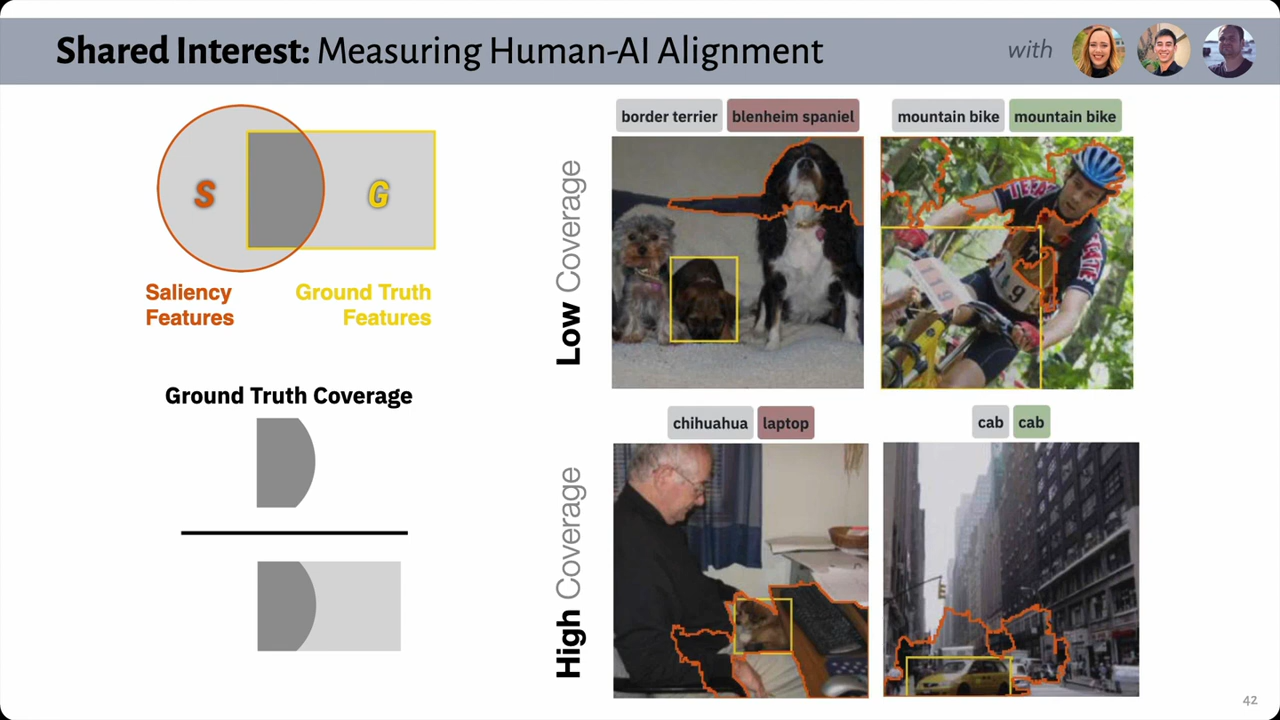 Shared Interest: Measuring Human-AI Alignment
with
S
G
Saliency
Features
Ground Truth
Features
Ground Truth Coverage
Low Coverage
border terrier
blenheim spaniel
mountain bike
mountain bike
119
High Coverage
chihuahua
laptop
cab
cab
42